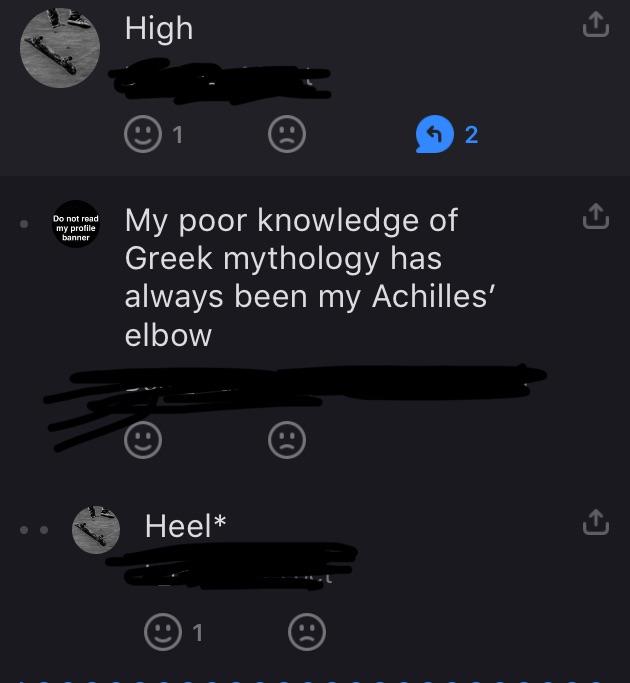 High
1
2
Do not read
my profile
banner
My poor knowledge of
Greek mythology has
always been my Achilles’
elbow
Heel*
1